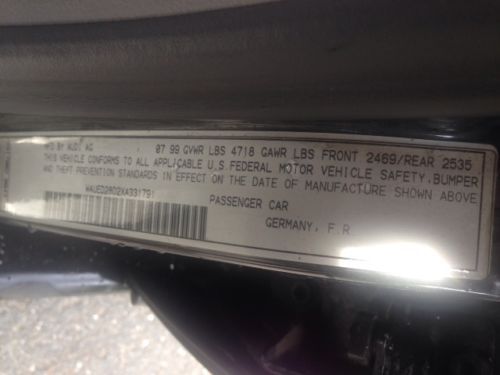 MFD BY AUDI AG 07 99 GVWR LBS 4718 GAWR LBS FRONT 2469/REAR 2535
THIS VEHICLE CONFORMS TO ALL APPLICABLE U.S.FEDERAL MOTOR VEHICLE SAFETY.BUMPER
AND THEFT PREVENTION STANDARDS IN EFFECT ON THE DATE OF MANUFACTURE SHOWN ABOVE
PASSENGER CAR
GERMANY, F.R